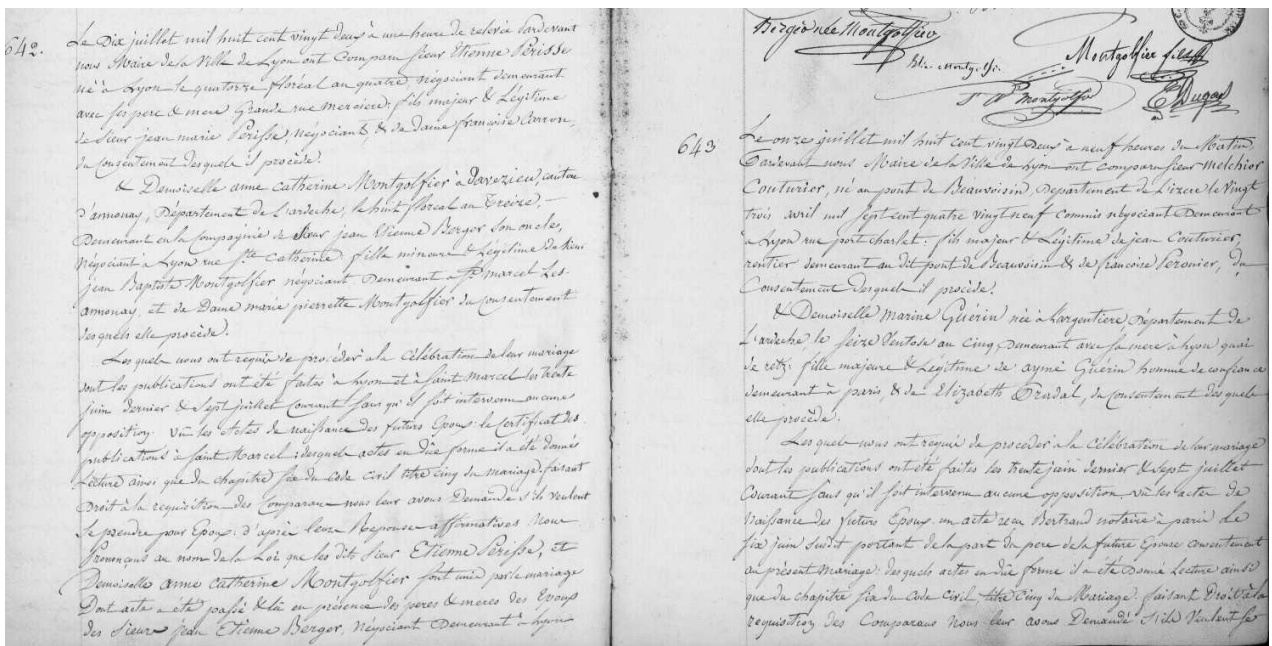 642.
Le Dix juillet mil huit cent vingt deux à une heure de relevée Pardevant
nous Maire de la Ville de Lyon ont Comparu sieur Etienne Périsse
né à Lyon le quatorze floréal an quatre négociant demeurant
avec ses pere & mere Grande rue merciere, fils majeur & Légitime
de sieur jean marie Périsse, négociant, & de Dame françoise Carron,
du Consentement desquels il procède.
& Demoiselle anne catherine Montgolfier à Davezieu, canton
d'annonay, Département de L'ardeche, le huit floréal an Treize,
Demeurant en la Compagnie de Sieur jean Etienne Berger son oncle,
Négociant à Lyon rue Ste Catherine fille mineure & Légitime de Sieur
jean Baptiste Montgolfier négociant Demeurant à St marcel Les
annonay, et de Dame marie pierrette Montgolfier du Consentement
desquels elle procède.
Lesquels nous ont requis de procéder à la Célébration de leur mariage
dont les publications ont été faites à Lyon et à Saint Marcel les trente
juin dernier & Sept juillet Courant sans qu'il soit intervenu aucune
opposition vu les Actes de naissance des futurs Epoux le Certificat des
publications à Saint Marcel; desquels actes en dûe forme il a été donné
Lecture ainsi que du chapitre six du Code Civil titre cinq du mariage, faisant
Droit à la requisition des Comparans nous leur avons Demandé s'ils veulent
Se prendre pour Epoux; d'après leurs Reponses affirmatives Nous
Prononçons au nom de la Loi que les dits Sieur Etienne Périsse, et
Demoiselle anne catherine Montgolfier sont unis par le mariage
Dont acte a été passé & lû en présence des peres & meres des Epoux
des Sieurs jean Etienne Berger, Négociant Demeurant à Lyon
Berger née Montgolfier
Montgolfier fils
Montgolfier
Dugas
643
Le onze juillet mil huit cent vingt Deux à neuf heures du Matin
Pardevant nous Maire de la Ville de Lyon ont comparu sieur melchior
Couturier, né au pont de Beauvoisin, Département de L'izere le vingt
trois avril mil sept cent quatre vingt neuf commis négociant Demeurant
à Lyon rue port charlet. fils majeur & Légitime de jean Couturier,
rentier demeurant au dit pont de Beauvoisin & de francoise Peronier, du
Consentement desquels il procède.
& Demoiselle marine Guérin née à Largentiere Département de
L'ardeche, le seize Ventose an Cinq Demeurant avec sa mere à Lyon quai
de retz. fille majeure & Légitime de aymé Guérin homme de confiance
demeurant à paris & de Elizabeth, du consentement desquels
elle procède.
Lesquels nous ont requis de proceder à la Célébration de leur mariage
dont les publications ont été faites les trente juin dernier & Sept juillet
Courant Sans qu'il soit intervenu aucune opposition. vu les actes de
Naissance des futurs Epoux un acte recu Bertrand notaire à paris le
six juin susdit portant de la part du pere de la future Epouse consentement
au présent mariage; desquels actes en dûe forme il a été Donné Lecture ainsi
que du chapitre six du Code Civil, titre cinq du Mariage. faisant Droit à la
requisition des Comparans Nous leur avons Demandé s'ils Veulent se